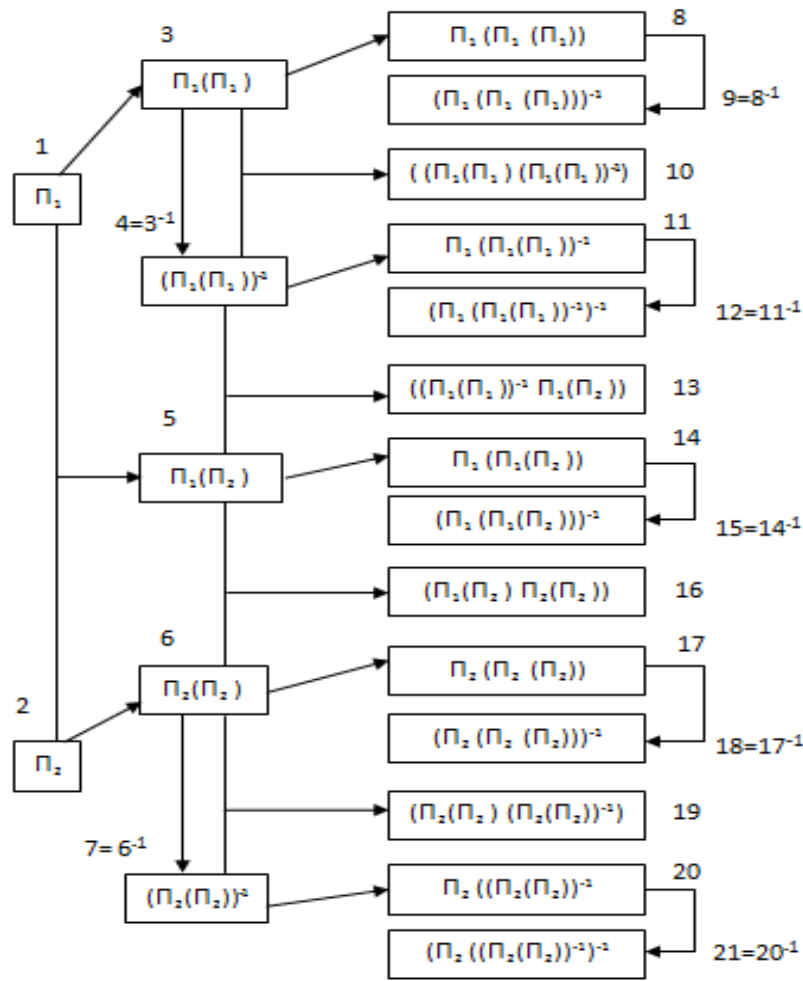 3
8
Π₁ (Π₁ (Π₁))
Π₁(Π₁ )
(Π₁ (Π₁ (Π₁)))⁻¹
9=8⁻¹
1
( (Π₁(Π₁ ) (Π₁(Π₁ ))⁻¹)
10
Π₁
4=3⁻¹
11
Π₁ (Π₁(Π₁ ))⁻¹
(Π₁(Π₁ ))⁻¹
(Π₁ (Π₁(Π₁ ))⁻¹)⁻¹
12=11⁻¹
((Π₁(Π₁ ))⁻¹ Π₁(Π₂ ))
13
5
14
Π₁ (Π₁(Π₂ ))
Π₁(Π₂ )
(Π₁ (Π₁(Π₂ )))⁻¹
15=14⁻¹
(Π₁(Π₂ ) Π₂(Π₂ ))
16
6
17
Π₂ (Π₂ (Π₂))
Π₂(Π₂ )
2
(Π₂ (Π₂ (Π₂)))⁻¹
18=17⁻¹
Π₂
(Π₂(Π₂ ) (Π₂(Π₂))⁻¹)
19
7= 6⁻¹
20
Π₂ ((Π₂(Π₂))⁻¹
(Π₂(Π₂))⁻¹
(Π₂ ((Π₂(Π₂))⁻¹)⁻¹
21=20⁻¹